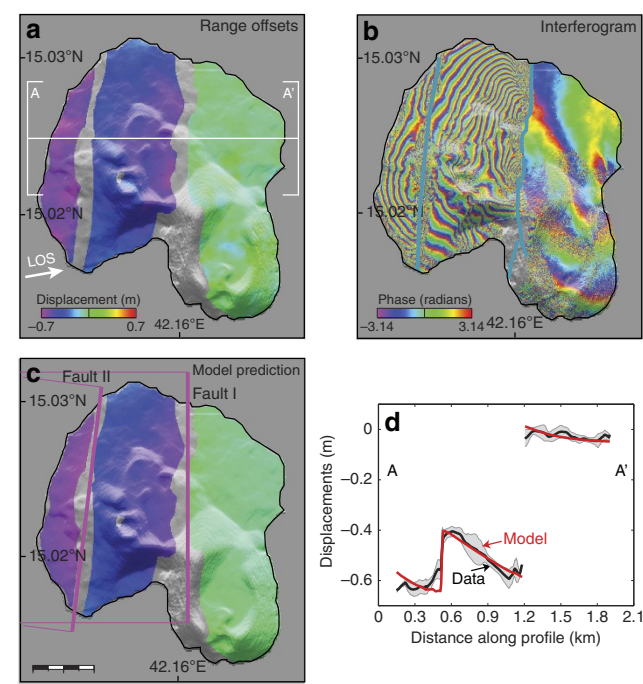 a
Range offsets
-15.03°N
A
A'
-15.02°N
LOS
Displacement (m)
−0.7
0.7
42.16°E
b
Interferogram
-15.03°N
-15.02°N
Phase (radians)
−3.14
3.14
42.16°E
c
Fault II
Model prediction
Fault I
-15.03°N
-15.02°N
42.16°E
d
Displacements (m)
0
−0.2
−0.4
−0.6
A
A'
Model
Data
0 0.3 0.6 0.9 1.2 1.5 1.8 2.1
Distance along profile (km)